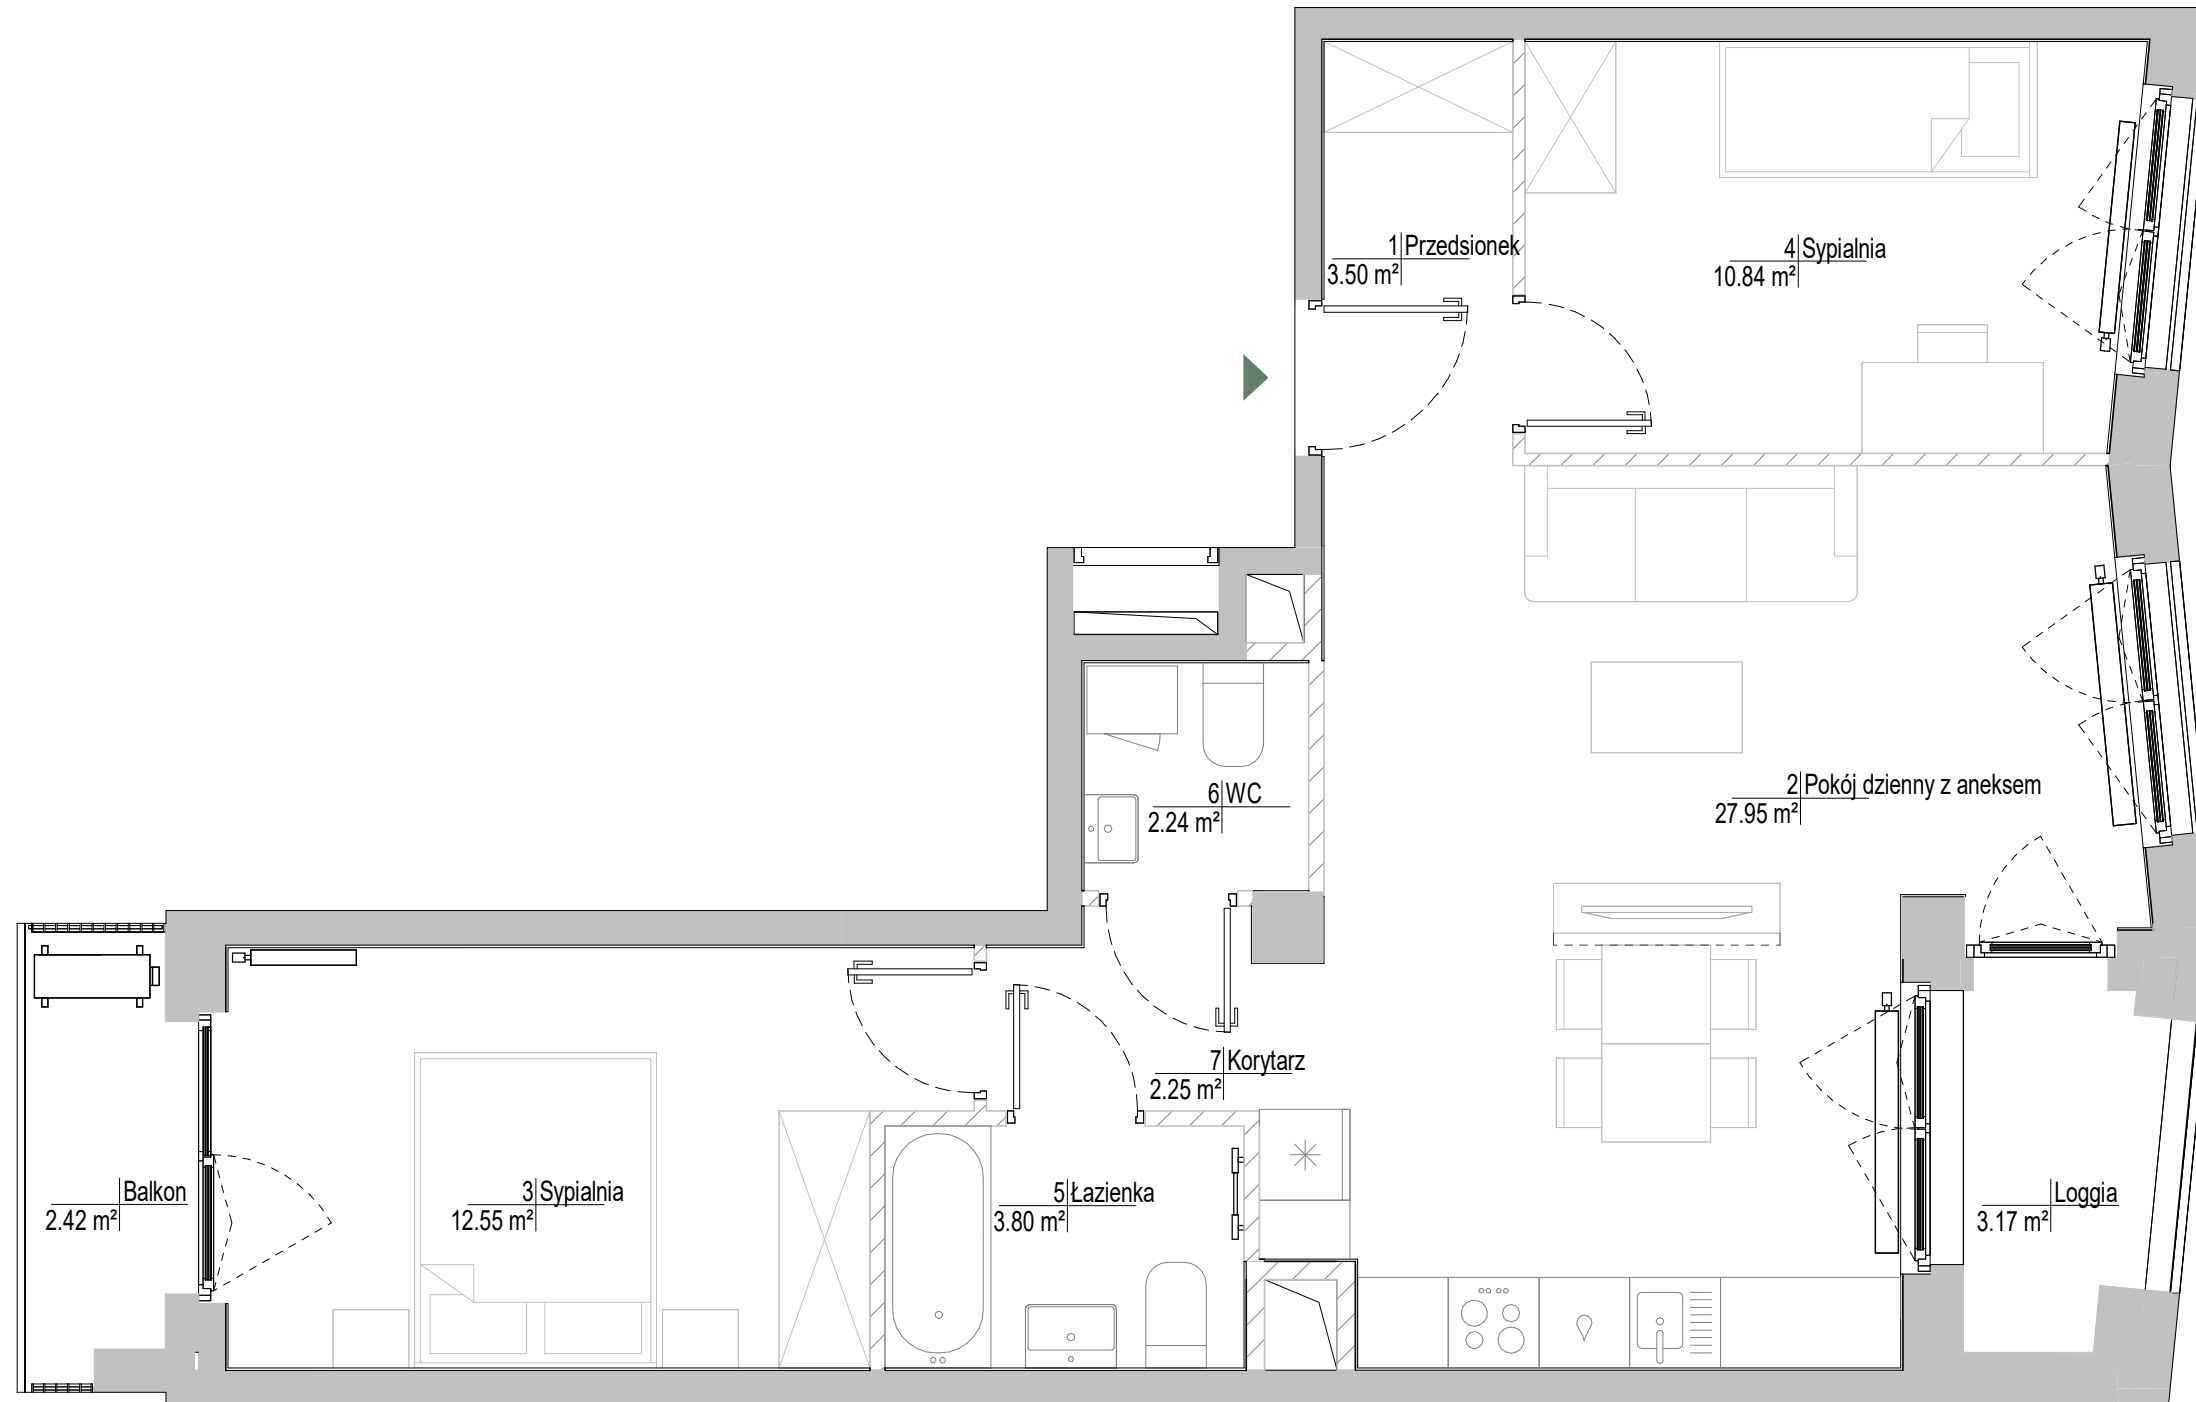 1 Przedsionek
3.50 m²
4 Sypialnia
10.84 m²
2 Pokój dzienny z aneksem
27.95 m²
6 WC
2.24 m²
7 Korytarz
2.25 m²
Balkon
2.42 m²
3 Sypialnia
12.55 m²
5 Łazienka
3.80 m²
Loggia
3.17 m²